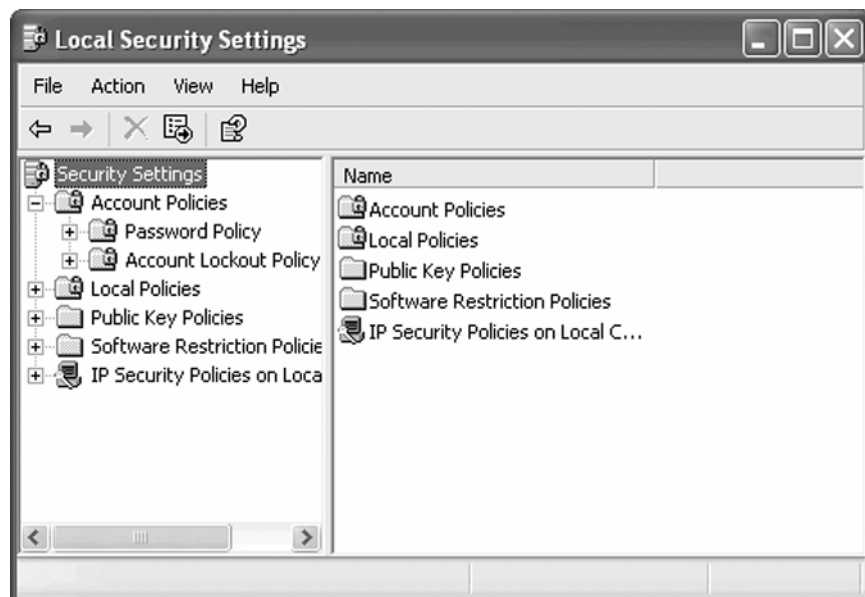 Local Security Settings
File Action View Help
Security Settings
Account Policies
Password Policy
Account Lockout Policy
Local Policies
Public Key Policies
Software Restriction Policie
IP Security Policies on Loca
Name
Account Policies
Local Policies
Public Key Policies
Software Restriction Policies
IP Security Policies on Local C...